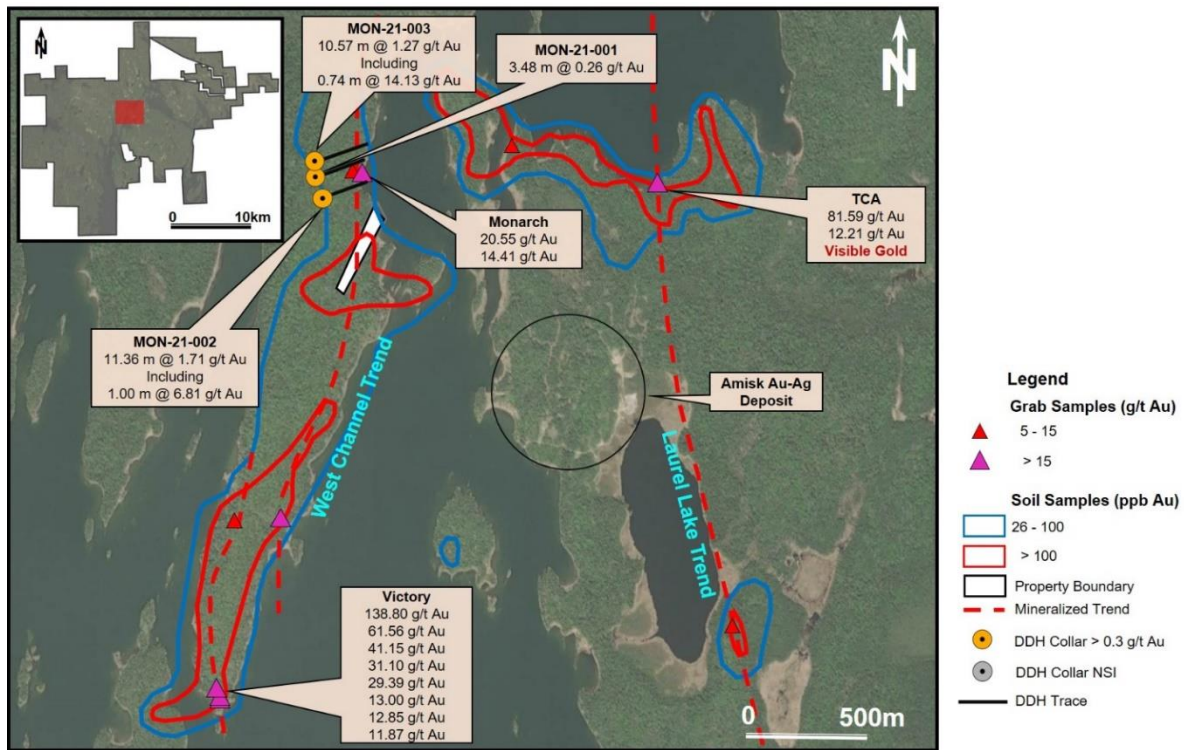 N
0 10km
MON-21-003
10.57 m @ 1.27 g/t Au
Including
0.74 m @ 14.13 g/t Au
MON-21-001
3.48 m @ 0.26 g/t Au
N
Monarch
20.55 g/t Au
14.41 g/t Au
TCA
81.59 g/t Au
12.21 g/t Au
Visible Gold
MON-21-002
11.36 m @ 1.71 g/t Au
Including
1.00 m @ 6.81 g/t Au
West Channel Trend
Amisk Au-Ag
Deposit
Laurel Lake Trend
Victory
138.80 g/t Au
61.56 g/t Au
41.15 g/t Au
31.10 g/t Au
29.39 g/t Au
13.00 g/t Au
12.85 g/t Au
11.87 g/t Au
0 500m
Legend
Grab Samples (g/t Au)
5 - 15
> 15
Soil Samples (ppb Au)
26 - 100
> 100
Property Boundary
Mineralized Trend
DDH Collar > 0.3 g/t Au
DDH Collar NSI
DDH Trace